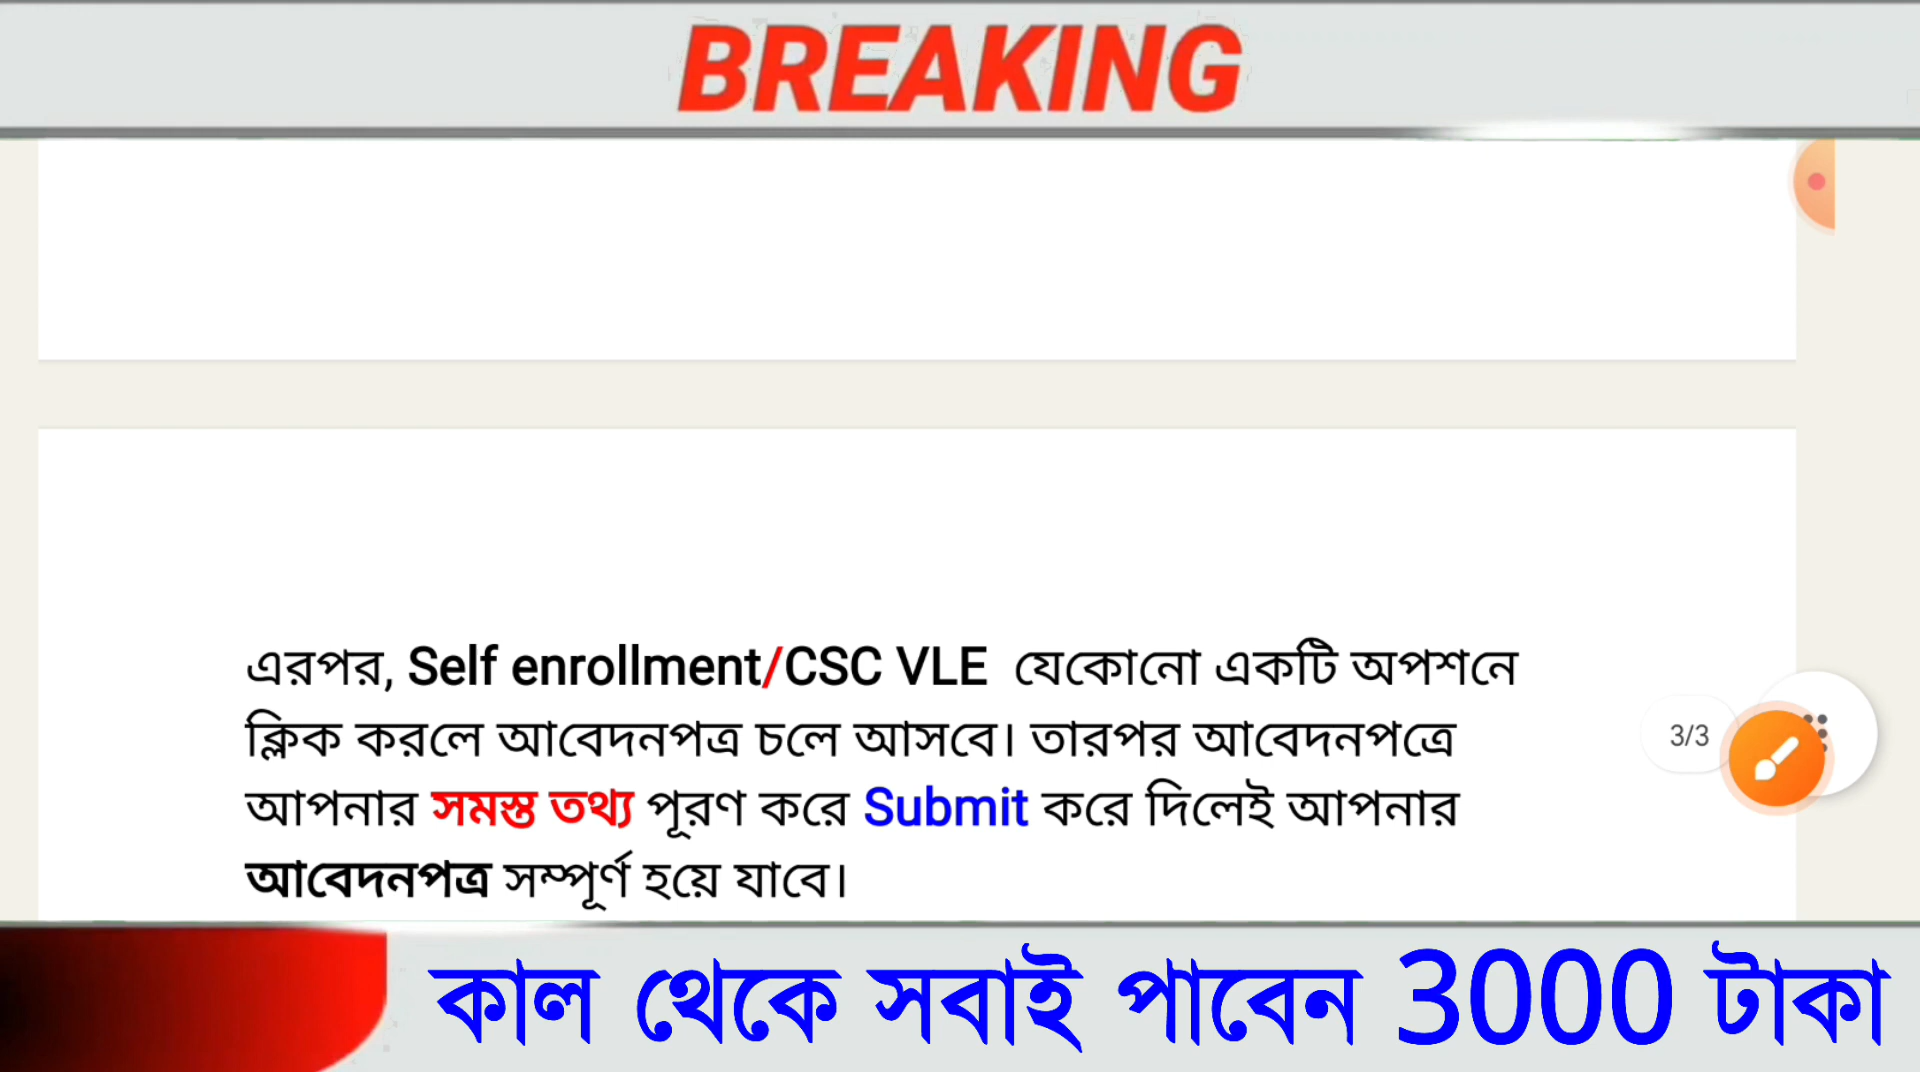 BREAKING
এরপর, Self enrollment/CSC VLE যেকোনো একটি অপশনে
ক্লিক করলে আবেদনপত্র চলে আসবে। তারপর আবেদনপত্রে
3/3
আপনার সমস্ত তথ্য পূরণ করে Submit করে দিলেই আপনার
আবেদনপত্র সম্পূর্ণ হয়ে যাবে।
কাল থেকে সবাই পাবেন 3000 টাকা